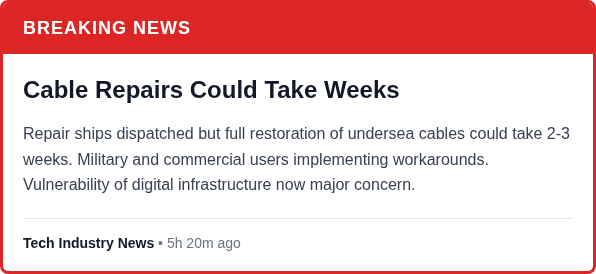 BREAKING NEWS
Cable Repairs Could Take Weeks
Repair ships dispatched but full restoration of undersea cables could take 2-3
weeks. Military and commercial users implementing workarounds.
Vulnerability of digital infrastructure now major concern.
Tech Industry News • 5h 20m ago